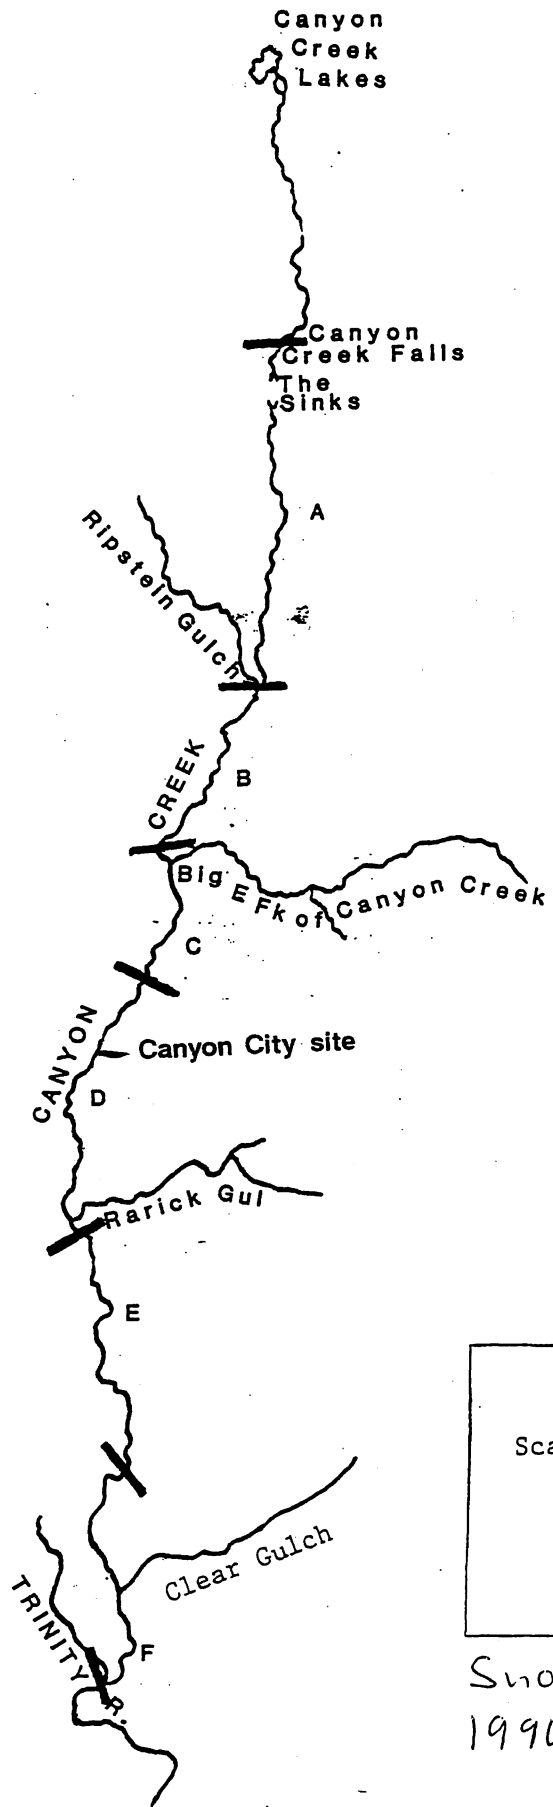 Canyon
Creek
Lakes
Canyon
Creek Falls
The
Sinks
A
Ripstein Gulch
CREEK
B
Big E Fk of Canyon Creek
C
CANYON
Canyon City site
D
Rarick Gul
E
Clear Gulch
TRINITY R.
F
1990